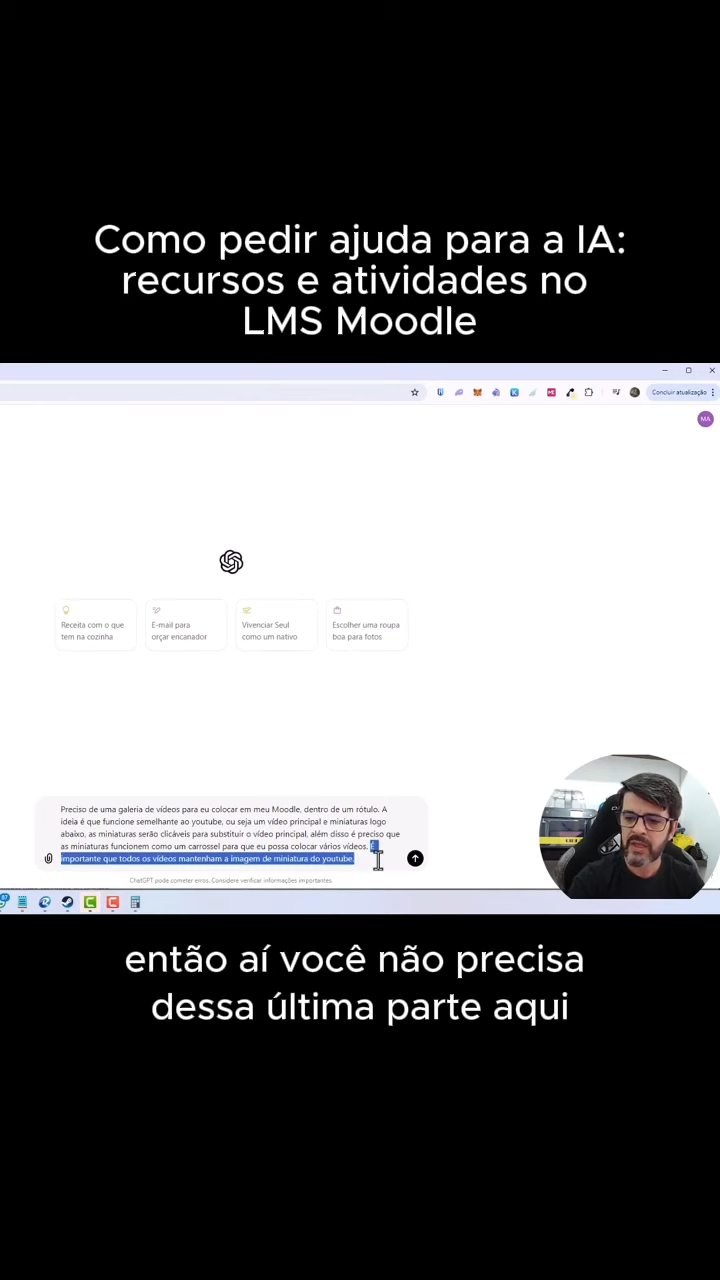 Como pedir ajuda para a IA:
recursos e atividades no
LMS Moodle
Concluir atualização
MA
Receita com o que
tem na cozinha
E-mail para
orçar encanador
Vivenciar Seul
como um nativo
Escolher uma roupa
boa para fotos
Preciso de uma galeria de vídeos para eu colocar em meu Moodle, dentro de um rótulo. A
ideia é que funcione semelhante ao youtube, ou seja um vídeo principal e miniaturas logo
abaixo, as miniaturas serão clicáveis para substituir o vídeo principal, além disso é preciso que
as miniaturas funcionem como um carrossel para que eu possa colocar vários vídeos. É
importante que todos os vídeos mantenham a imagem de miniatura do youtube.
ChatGPT pode cometer erros. Considere verificar informações importantes.
então aí você não precisa
dessa última parte aqui